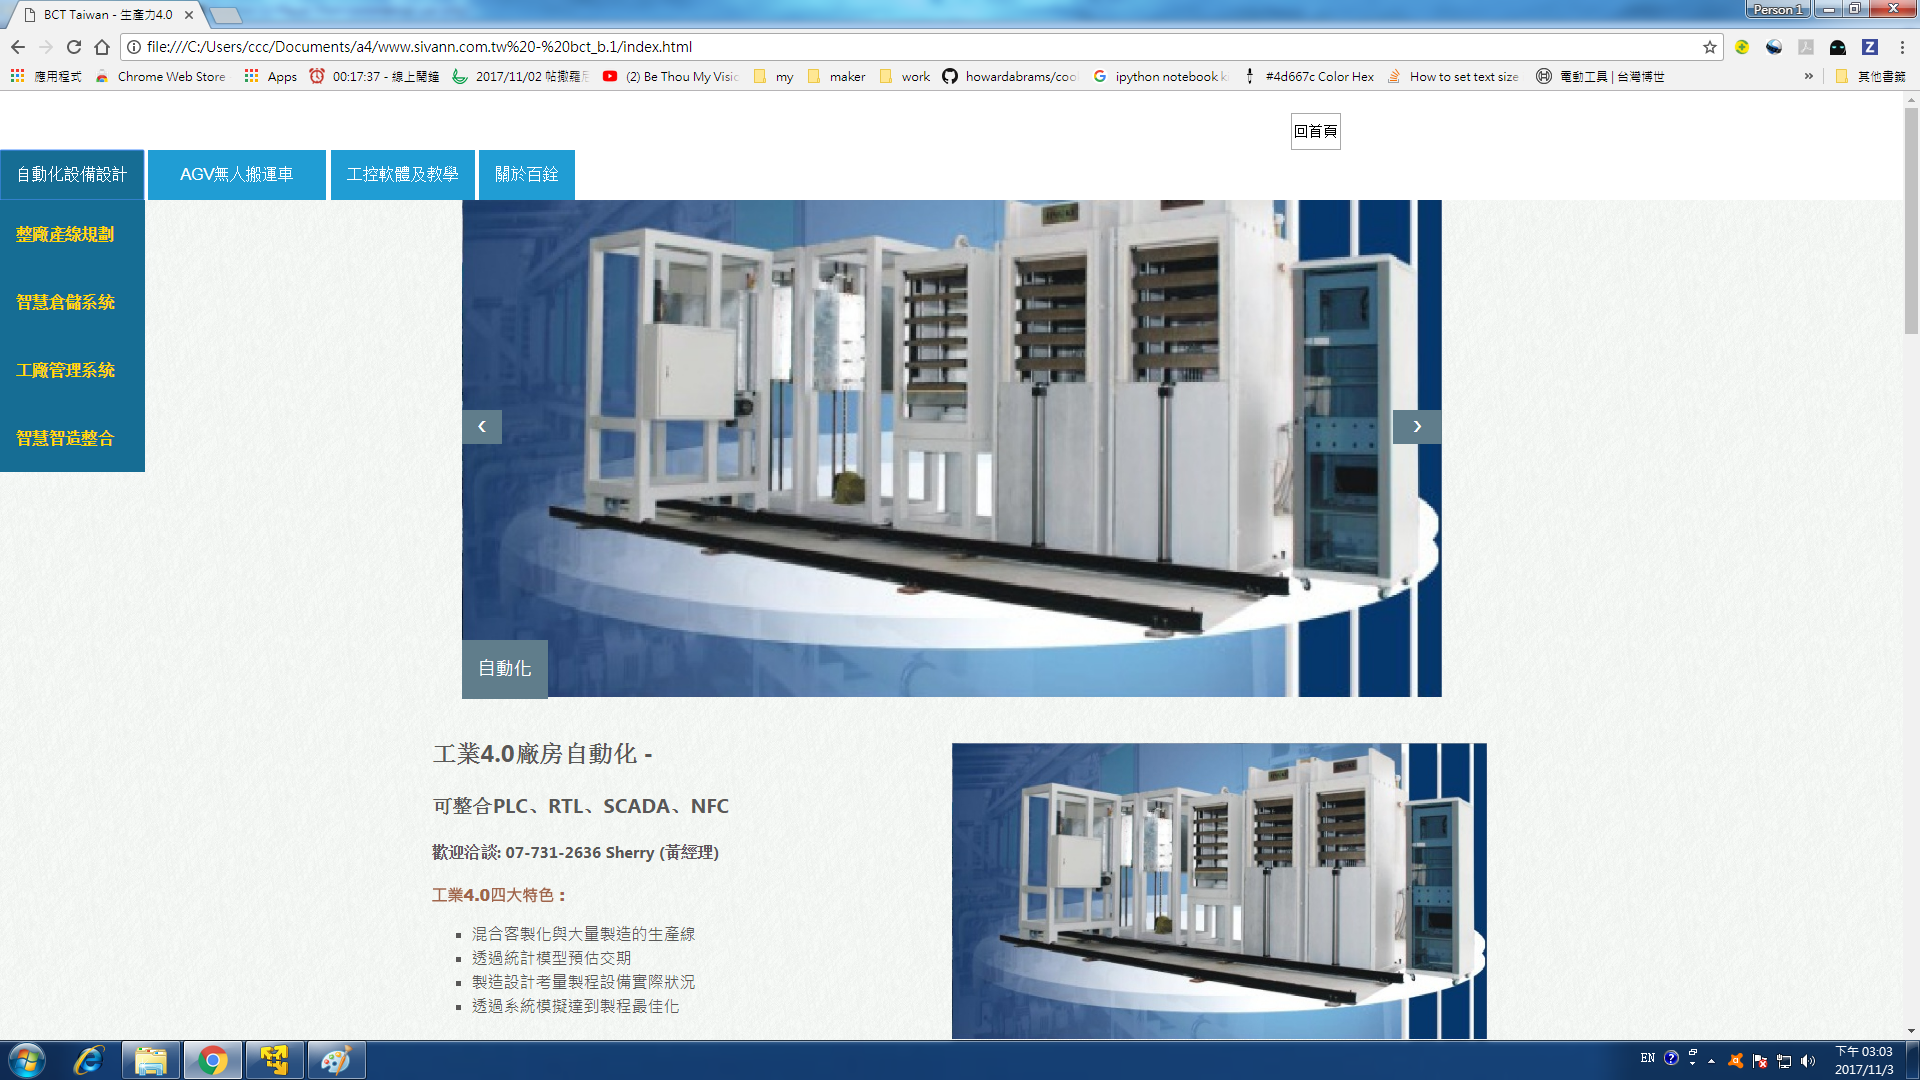 BCT Taiwan - 生產力4.0
Person 1
file:///C:/Users/ccc/Documents/a4/www.sivann.com.tw%20-%20bct_b.1/index.html
應用程式 Chrome Web Store Apps 00:17:37 - 線上鬧鐘 2017/11/02 帖撒羅尼 (2) Be Thou My Visio my maker work howardabrams/cook ipython notebook k #4d667c Color Hex How to set text size 電動工具 | 台灣博世 » 其他書籤
回首頁
自動化設備設計 AGV無人搬運車 工控軟體及教學 關於百銓
整廠產線規劃
智慧倉儲系統
工廠管理系統
智慧智造整合
‹ ›
自動化
工業4.0廠房自動化 -
可整合PLC、RTL、SCADA、NFC
歡迎洽談: 07-731-2636 Sherry (黃經理)
工業4.0四大特色：
混合客製化與大量製造的生產線
透過統計模型預估交期
製造設計考量製程設備實際狀況
透過系統模擬達到製程最佳化
EN
下午 03:03
2017/11/3